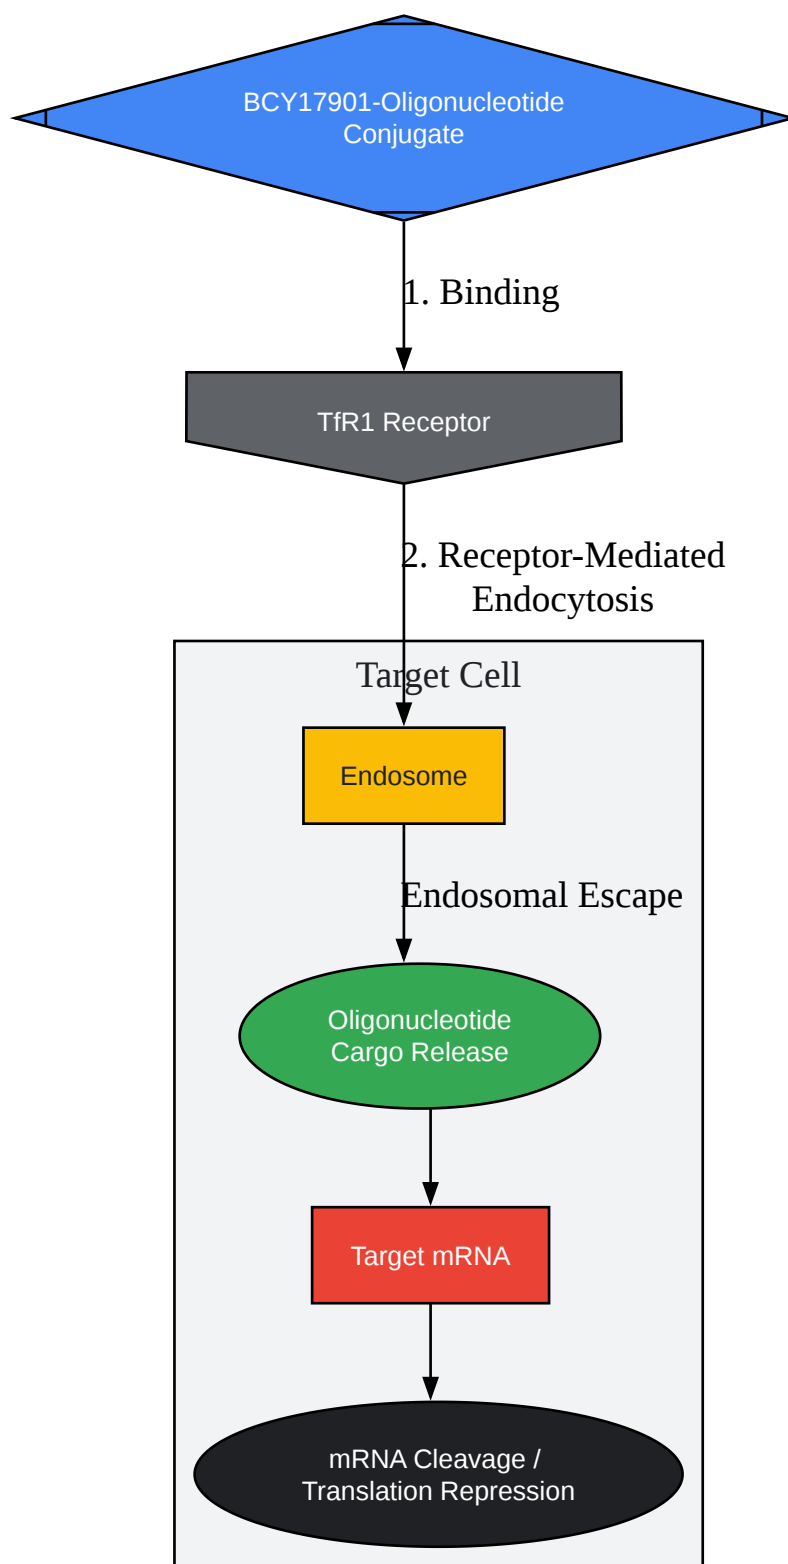 BCY17901-Oligonucleotide
Conjugate
1. Binding
TfR1 Receptor
2. Receptor-Mediated
Endocytosis
Target Cell
Endosome
Endosomal Escape
Oligonucleotide
Cargo Release
Target mRNA
mRNA Cleavage /
Translation Repression